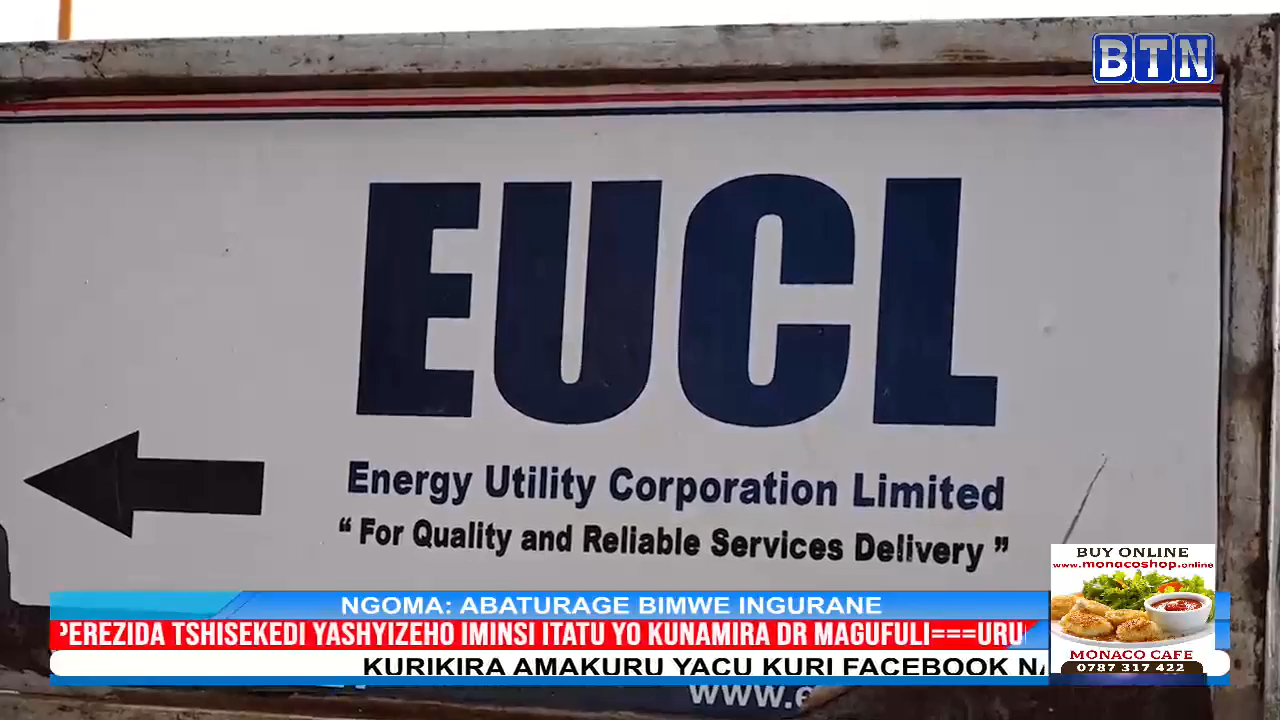 BTN
EUCL
Energy Utility Corporation Limited
“ For Quality and Reliable Services Delivery ”
BUY ONLINE
www.monacoshop.online
NGOMA: ABATURAGE BIMWE INGURANE
PEREZIDA TSHISEKEDI YASHYIZEHO IMINSI ITATU YO KUNAMIRA DR MAGUFULI===URU
KURIKIRA AMAKURU YACU KURI FACEBOOK NA
MONACO CAFE
0787 317 422
www.e